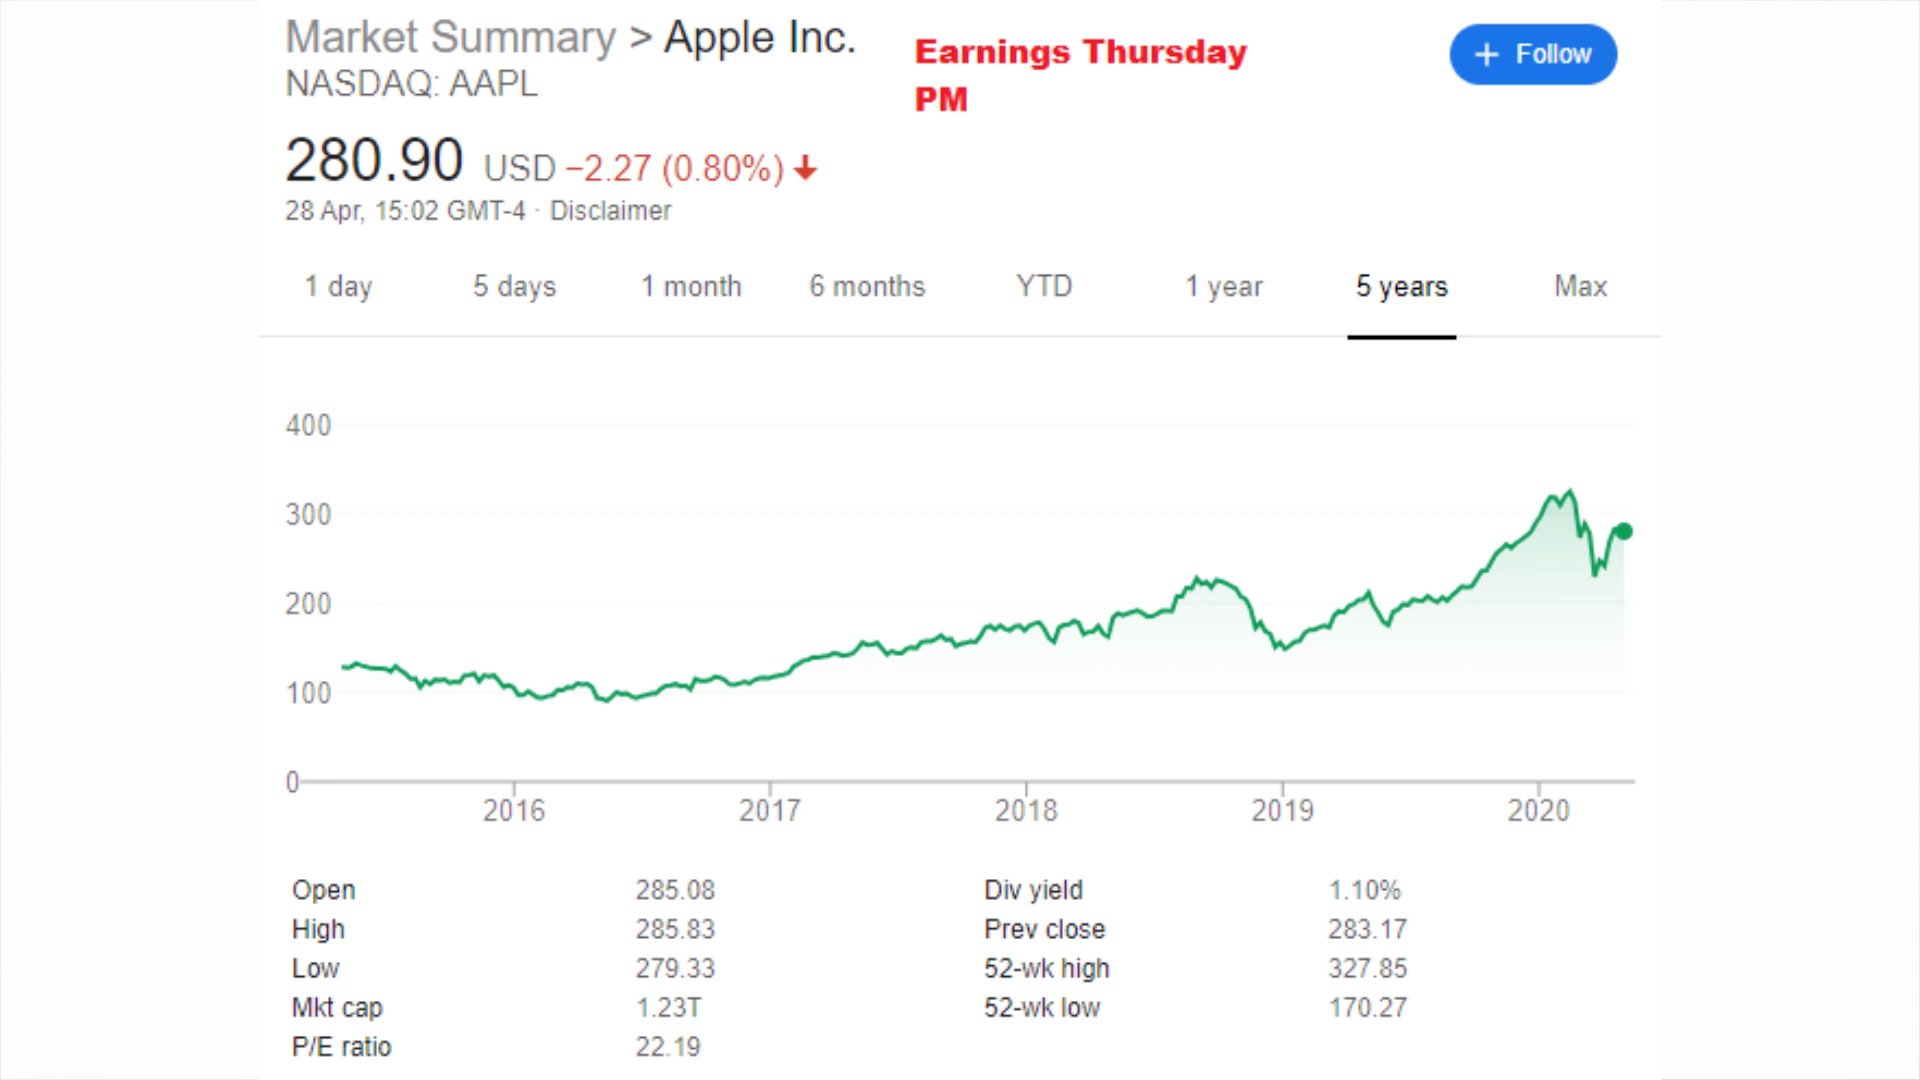 Market Summary > Apple Inc.
NASDAQ: AAPL
Earnings Thursday
PM
+ Follow
280.90 USD −2.27 (0.80%)
28 Apr, 15:02 GMT-4 · Disclaimer
1 day 5 days 1 month 6 months YTD 1 year 5 years Max
400
300
200
100
0
2016 2017 2018 2019 2020
Open 285.08 Div yield 1.10%
High 285.83 Prev close 283.17
Low 279.33 52-wk high 327.85
Mkt cap 1.23T 52-wk low 170.27
P/E ratio 22.19